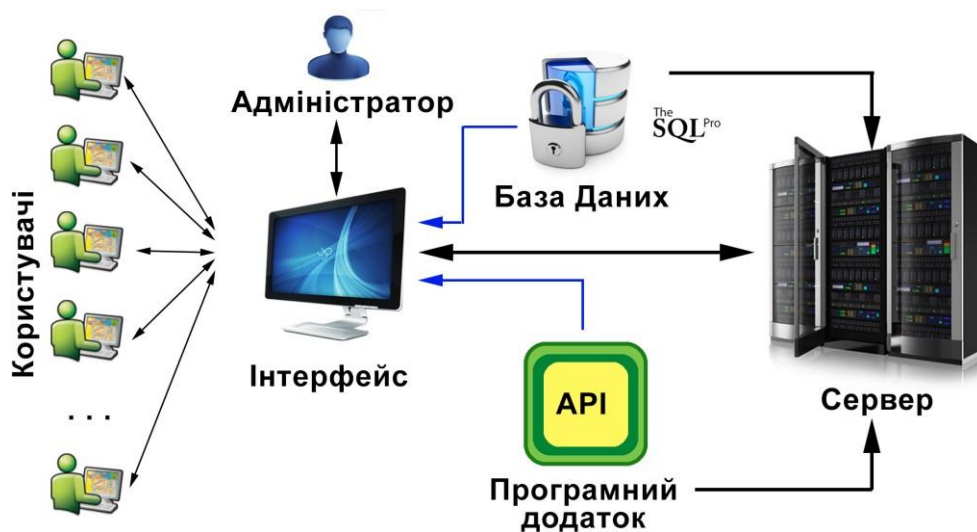 Користувачі
Адміністратор
Інтерфейс
The
SQL Pro
База Даних
API
Програмний
додаток
Сервер
. . .